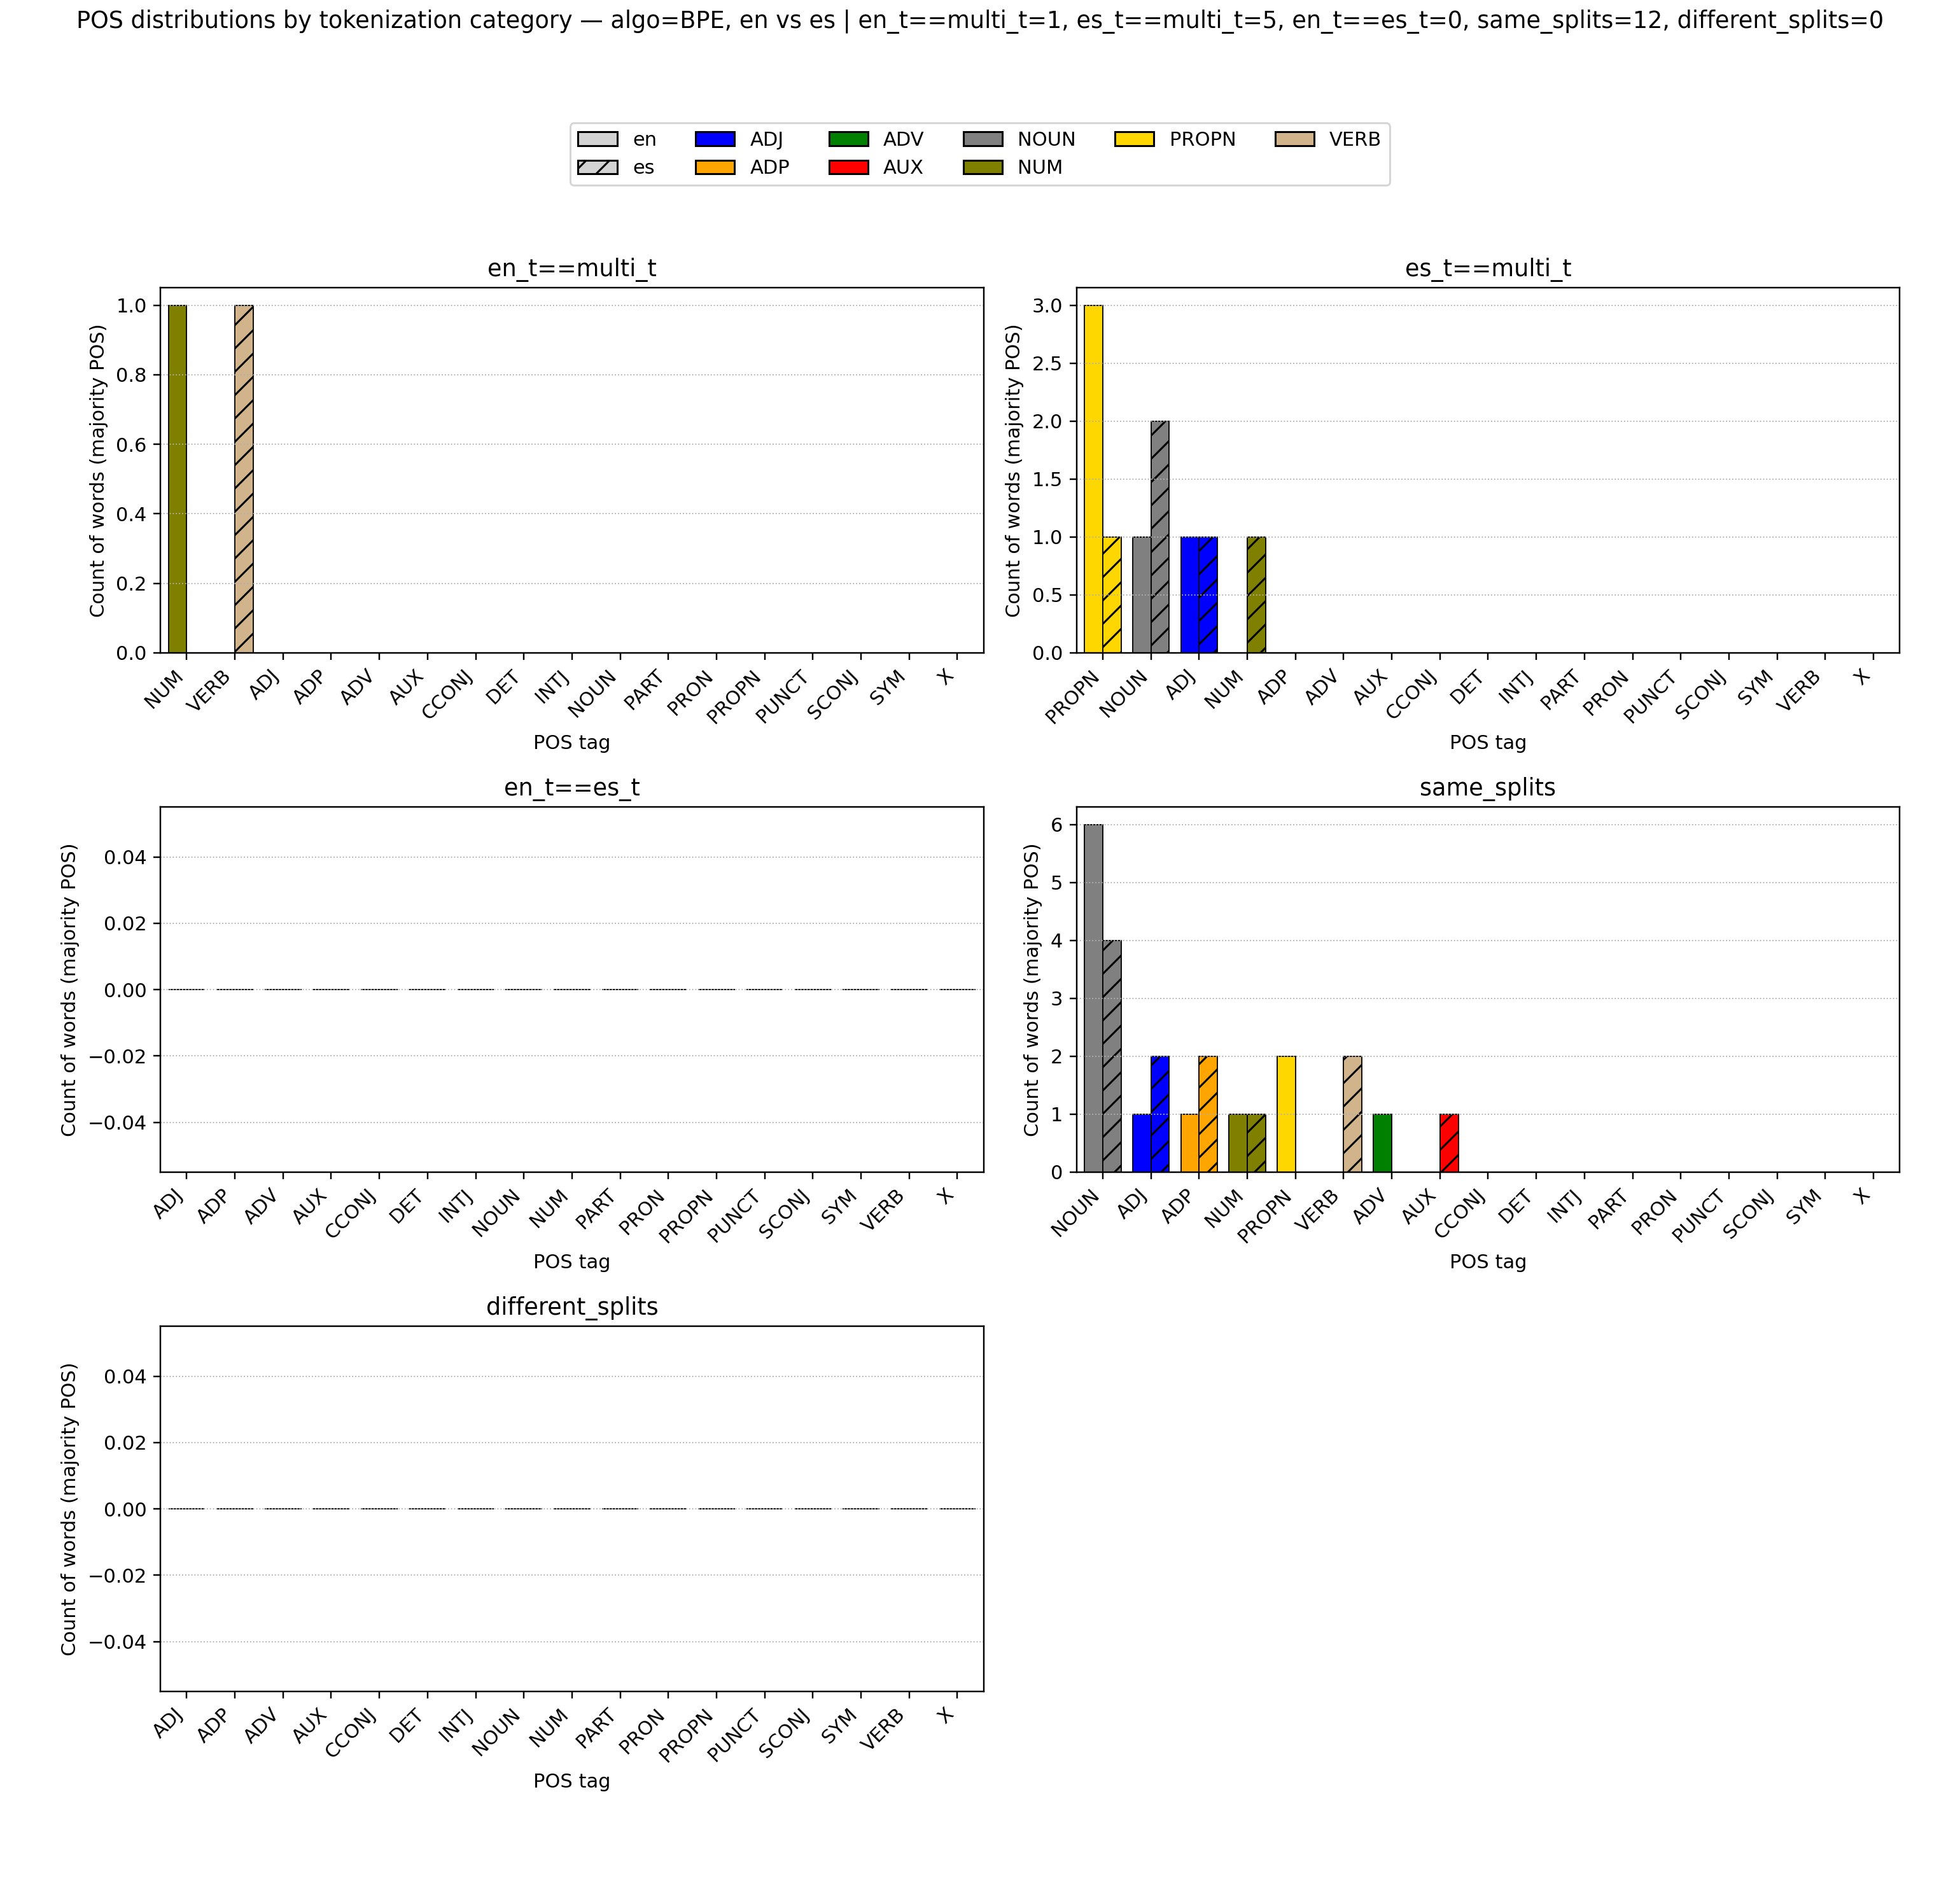 POS distributions by tokenization category — algo=BPE, en vs es | en_t==multi_t=1, es_t==multi_t=5, en_t==es_t=0, same_splits=12, different_splits=0
en ADJ ADV NOUN PROPN VERB
es ADP AUX NUM
en_t==multi_t
Count of words (majority POS)
1.0
0.8
0.6
0.4
0.2
0.0
NUM VERB ADJ ADP ADV AUX CCONJ DET INTJ NOUN PART PRON PROPN PUNCT SCONJ SYM X
POS tag
es_t==multi_t
Count of words (majority POS)
3.0
2.5
2.0
1.5
1.0
0.5
0.0
PROPN NOUN ADJ NUM ADP ADV AUX CCONJ DET INTJ PART PRON PUNCT SCONJ SYM VERB X
POS tag
en_t==es_t
Count of words (majority POS)
0.04
0.02
0.00
−0.02
−0.04
ADJ ADP ADV AUX CCONJ DET INTJ NOUN NUM PART PRON PROPN PUNCT SCONJ SYM VERB X
POS tag
same_splits
Count of words (majority POS)
6
5
4
3
2
1
0
NOUN ADJ ADP NUM PROPN VERB ADV AUX CCONJ DET INTJ PART PRON PUNCT SCONJ SYM X
POS tag
different_splits
Count of words (majority POS)
0.04
0.02
0.00
−0.02
−0.04
ADJ ADP ADV AUX CCONJ DET INTJ NOUN NUM PART PRON PROPN PUNCT SCONJ SYM VERB X
POS tag